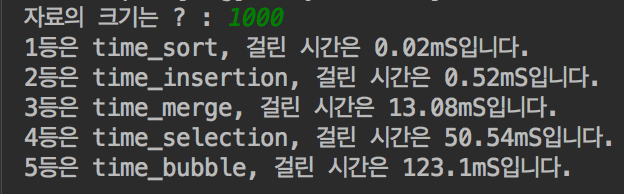 자료의 크기는 ? : 1000
1등은 time_sort, 걸린 시간은 0.02mS입니다.
2등은 time_insertion, 걸린 시간은 0.52mS입니다.
3등은 time_merge, 걸린 시간은 13.08mS입니다.
4등은 time_selection, 걸린 시간은 50.54mS입니다.
5등은 time_bubble, 걸린 시간은 123.1mS입니다.